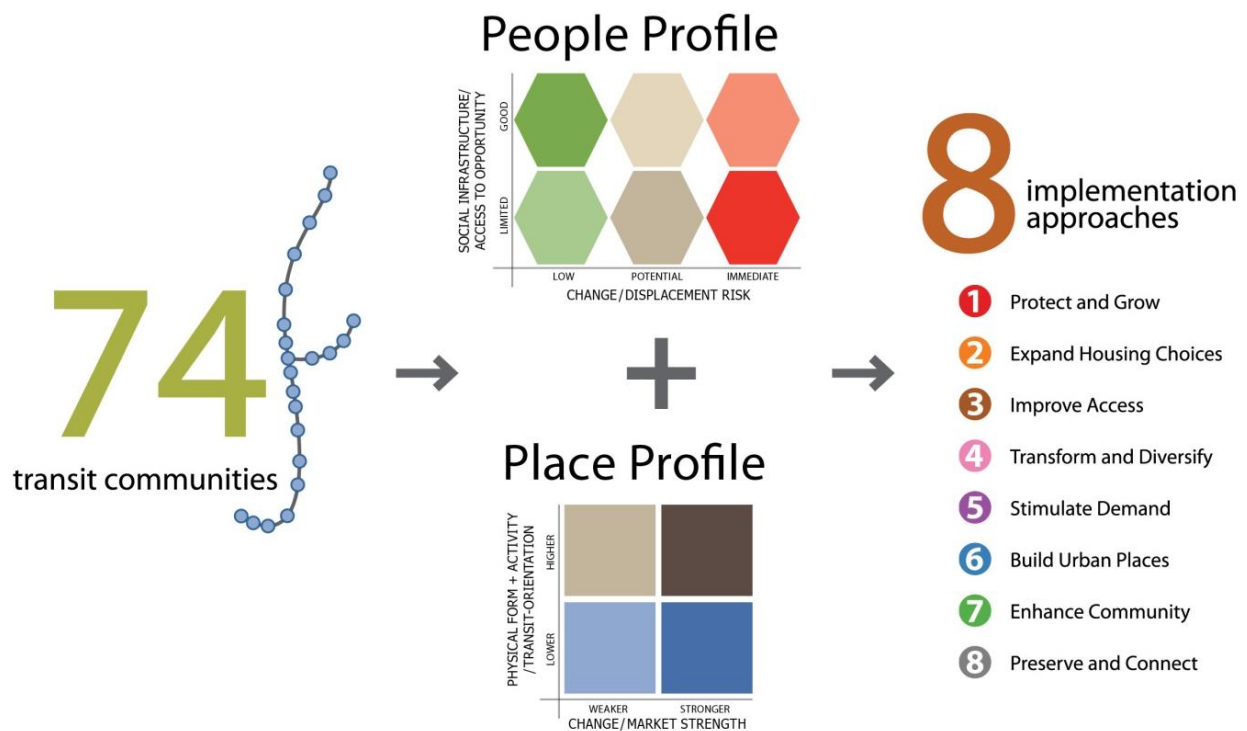 74
transit communities
People Profile
SOCIAL INFRASTRUCTURE/
ACCESS TO OPPORTUNITY
GOOD
LIMITED
LOW
POTENTIAL
IMMEDIATE
CHANGE/DISPLACEMENT RISK
+
Place Profile
PHYSICAL FORM + ACTIVITY
/TRANSIT-ORIENTATION
HIGHER
LOWER
WEAKER
STRONGER
CHANGE/MARKET STRENGTH
8
implementation
approaches
1 Protect and Grow
2 Expand Housing Choices
3 Improve Access
4 Transform and Diversify
5 Stimulate Demand
6 Build Urban Places
7 Enhance Community
8 Preserve and Connect